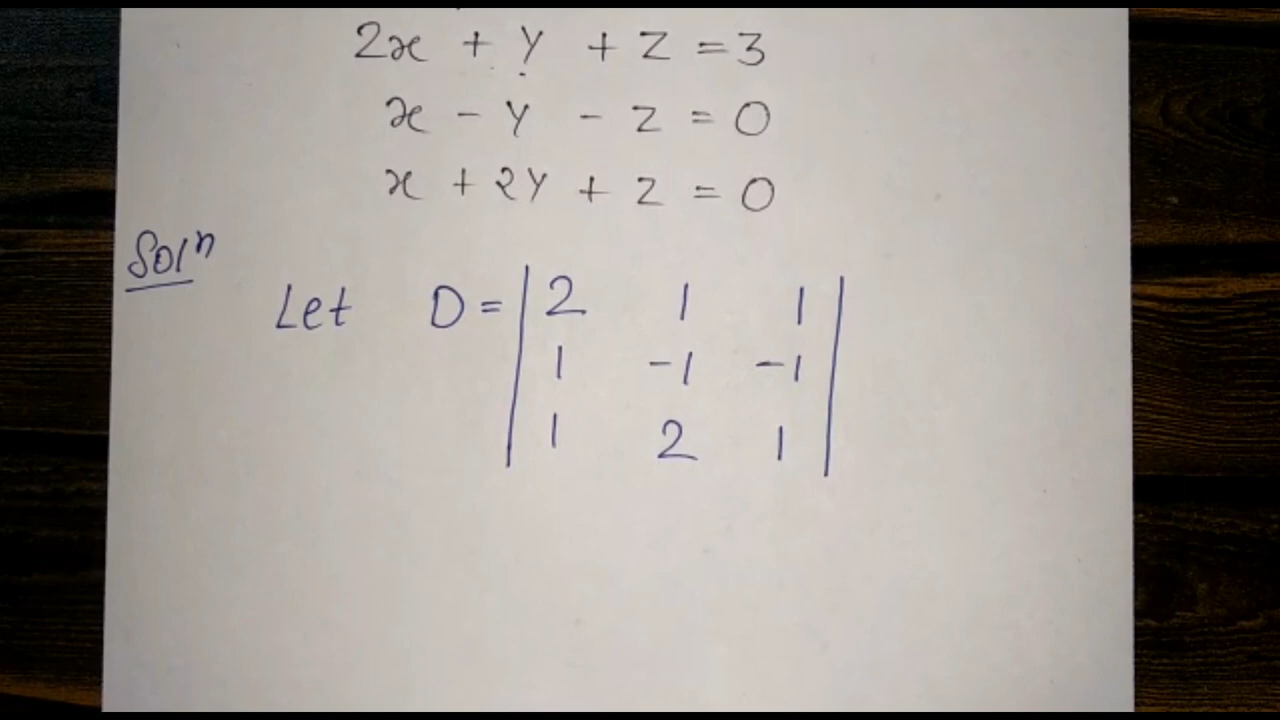 2x + y + z = 3
x - y - z = 0
x + 2y + z = 0
Solⁿ
Let D = | 2 1 1 |
| 1 -1 -1 |
| 1 2 1 |